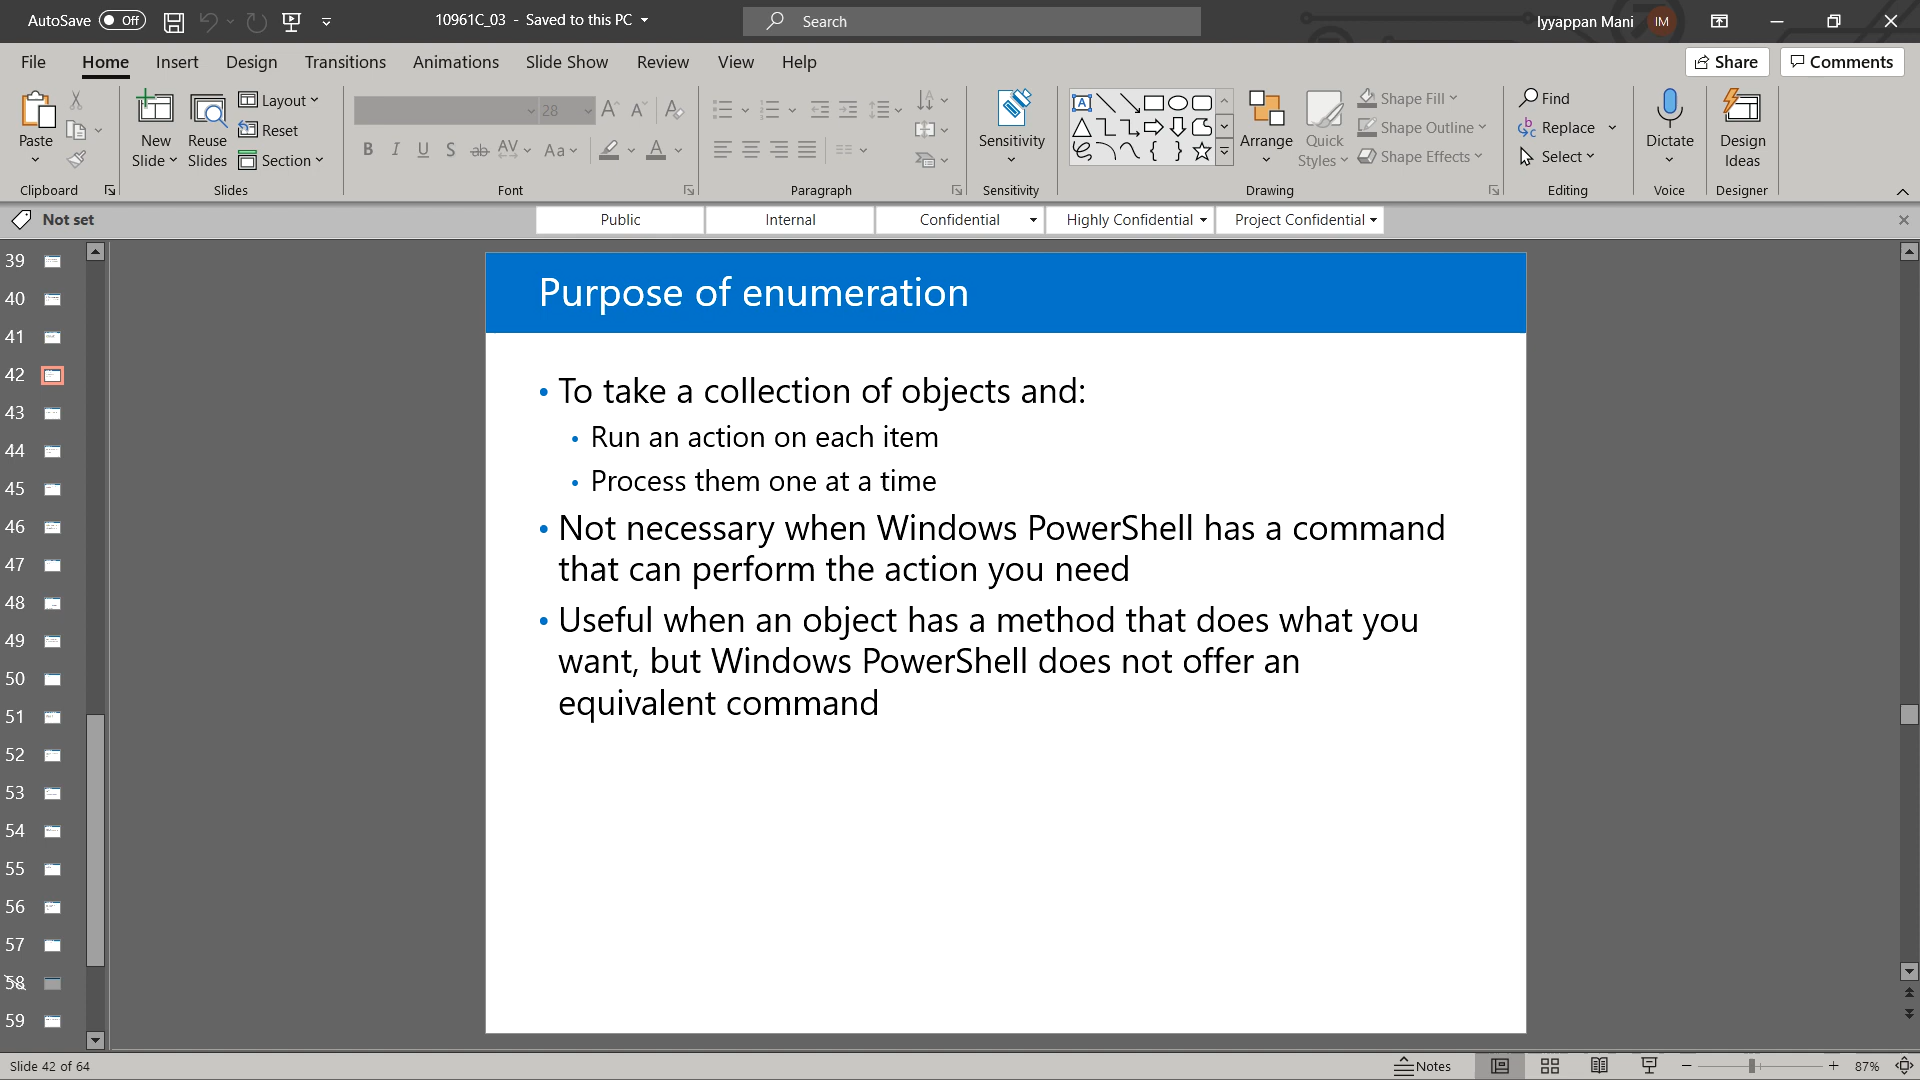 AutoSave Off 10961C_03 - Saved to this PC Search Iyyappan Mani IM
File Home Insert Design Transitions Animations Slide Show Review View Help Share Comments
Paste
Clipboard
New Slide
Reuse Slides
Layout
Reset
Section
Slides
28
B I U S ab AV Aa A
Font
Paragraph
Sensitivity
Sensitivity
Arrange
Quick Styles
Shape Fill
Shape Outline
Shape Effects
Drawing
Find
Replace
Select
Editing
Dictate
Voice
Design Ideas
Designer
Not set Public Internal Confidential Highly Confidential Project Confidential
39
40
41
42
43
44
45
46
47
48
49
50
51
52
53
54
55
56
57
58
59
Purpose of enumeration
• To take a collection of objects and:
• Run an action on each item
• Process them one at a time
• Not necessary when Windows PowerShell has a command
that can perform the action you need
• Useful when an object has a method that does what you
want, but Windows PowerShell does not offer an
equivalent command
Slide 42 of 64 Notes 87%